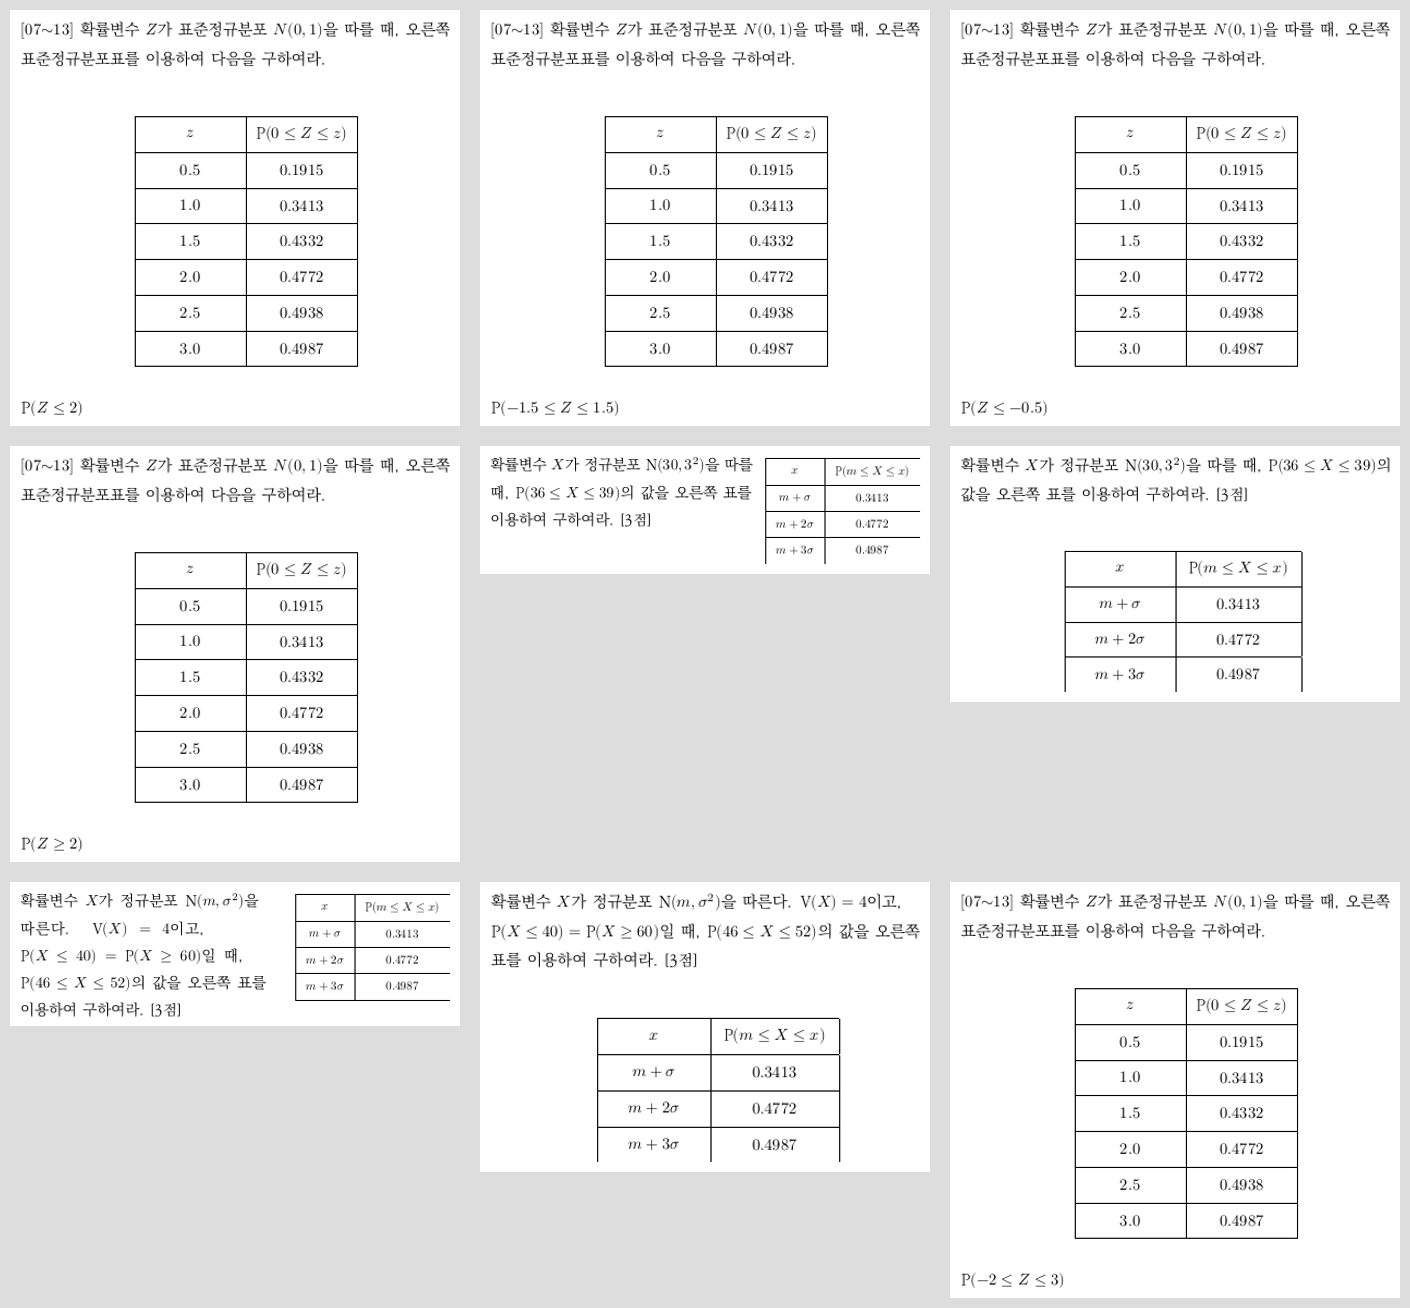 [07~13] 확률변수 Z가 표준정규분포 N(0, 1)을 따를 때, 오른쪽
표준정규분포표를 이용하여 다음을 구하여라.
z P(0 ≤ Z ≤ z)
0.5 0.1915
1.0 0.3413
1.5 0.4332
2.0 0.4772
2.5 0.4938
3.0 0.4987
P(Z ≤ 2)
[07~13] 확률변수 Z가 표준정규분포 N(0, 1)을 따를 때, 오른쪽
표준정규분포표를 이용하여 다음을 구하여라.
z P(0 ≤ Z ≤ z)
0.5 0.1915
1.0 0.3413
1.5 0.4332
2.0 0.4772
2.5 0.4938
3.0 0.4987
P(−1.5 ≤ Z ≤ 1.5)
[07~13] 확률변수 Z가 표준정규분포 N(0, 1)을 따를 때, 오른쪽
표준정규분포표를 이용하여 다음을 구하여라.
z P(0 ≤ Z ≤ z)
0.5 0.1915
1.0 0.3413
1.5 0.4332
2.0 0.4772
2.5 0.4938
3.0 0.4987
P(Z ≤ −0.5)
[07~13] 확률변수 Z가 표준정규분포 N(0, 1)을 따를 때, 오른쪽
표준정규분포표를 이용하여 다음을 구하여라.
z P(0 ≤ Z ≤ z)
0.5 0.1915
1.0 0.3413
1.5 0.4332
2.0 0.4772
2.5 0.4938
3.0 0.4987
P(Z ≥ 2)
확률변수 X가 정규분포 N(30, 3²)을 따를
때, P(36 ≤ X ≤ 39)의 값을 오른쪽 표를
이용하여 구하여라. [3점]
x P(m ≤ X ≤ x)
m + σ 0.3413
m + 2σ 0.4772
m + 3σ 0.4987
확률변수 X가 정규분포 N(30, 3²)을 따를 때, P(36 ≤ X ≤ 39)의
값을 오른쪽 표를 이용하여 구하여라. [3점]
x P(m ≤ X ≤ x)
m + σ 0.3413
m + 2σ 0.4772
m + 3σ 0.4987
확률변수 X가 정규분포 N(m, σ²)을
따른다. V(X) = 4이고,
P(X ≤ 40) = P(X ≥ 60)일 때,
P(46 ≤ X ≤ 52)의 값을 오른쪽 표를
이용하여 구하여라. [3점]
x P(m ≤ X ≤ x)
m + σ 0.3413
m + 2σ 0.4772
m + 3σ 0.4987
확률변수 X가 정규분포 N(m, σ²)을 따른다. V(X) = 4이고,
P(X ≤ 40) = P(X ≥ 60)일 때, P(46 ≤ X ≤ 52)의 값을 오른쪽
표를 이용하여 구하여라. [3점]
x P(m ≤ X ≤ x)
m + σ 0.3413
m + 2σ 0.4772
m + 3σ 0.4987
[07~13] 확률변수 Z가 표준정규분포 N(0, 1)을 따를 때, 오른쪽
표준정규분포표를 이용하여 다음을 구하여라.
z P(0 ≤ Z ≤ z)
0.5 0.1915
1.0 0.3413
1.5 0.4332
2.0 0.4772
2.5 0.4938
3.0 0.4987
P(−2 ≤ Z ≤ 3)